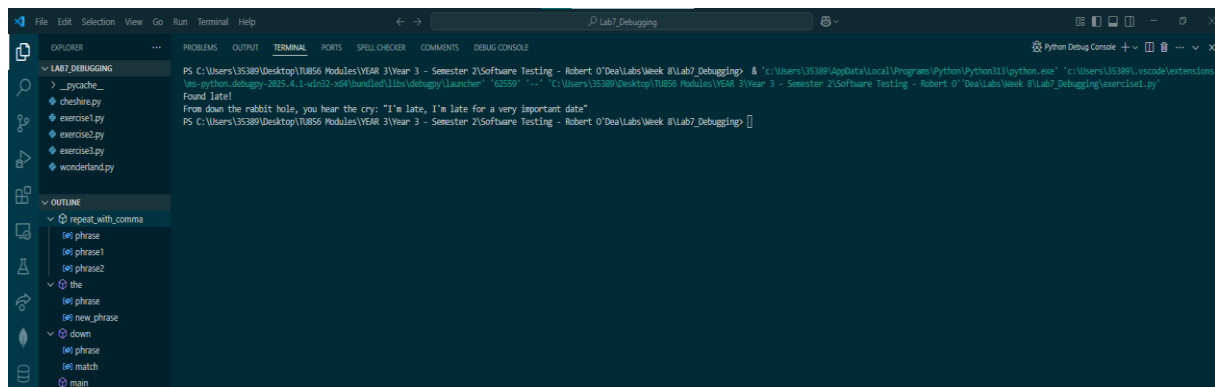 File Edit Selection View Go Run Terminal Help
Lab7_Debugging
EXPLORER
PROBLEMS OUTPUT TERMINAL PORTS SPELL CHECKER COMMENTS DEBUG CONSOLE
Python Debug Console
LAB7_DEBUGGING
__pycache__
cheshire.py
exercise1.py
exercise2.py
exercise3.py
wonderland.py
OUTLINE
repeat_with_comma
phrase
phrase1
phrase2
the
phrase
new_phrase
down
phrase
match
main
PS C:\Users\35389\Desktop\TU856 Modules\YEAR 3\Year 3 - Semester 2\Software Testing - Robert O'Dea\Labs\Week 8\Lab7_Debugging> & 'c:\Users\35389\AppData\Local\Programs\Python\Python313\python.exe' 'c:\Users\35389\.vscode\extensions
\ms-python.debugpy-2025.4.1-win32-x64\bundled\libs\debugpy\launcher' '62559' '--' 'C:\Users\35389\Desktop\TU856 Modules\YEAR 3\Year 3 - Semester 2\Software Testing - Robert O''Dea\Labs\Week 8\Lab7_Debugging\exercise1.py'
Found late!
From down the rabbit hole, you hear the cry: "I'm late, I'm late for a very important date"
PS C:\Users\35389\Desktop\TU856 Modules\YEAR 3\Year 3 - Semester 2\Software Testing - Robert O'Dea\Labs\Week 8\Lab7_Debugging>